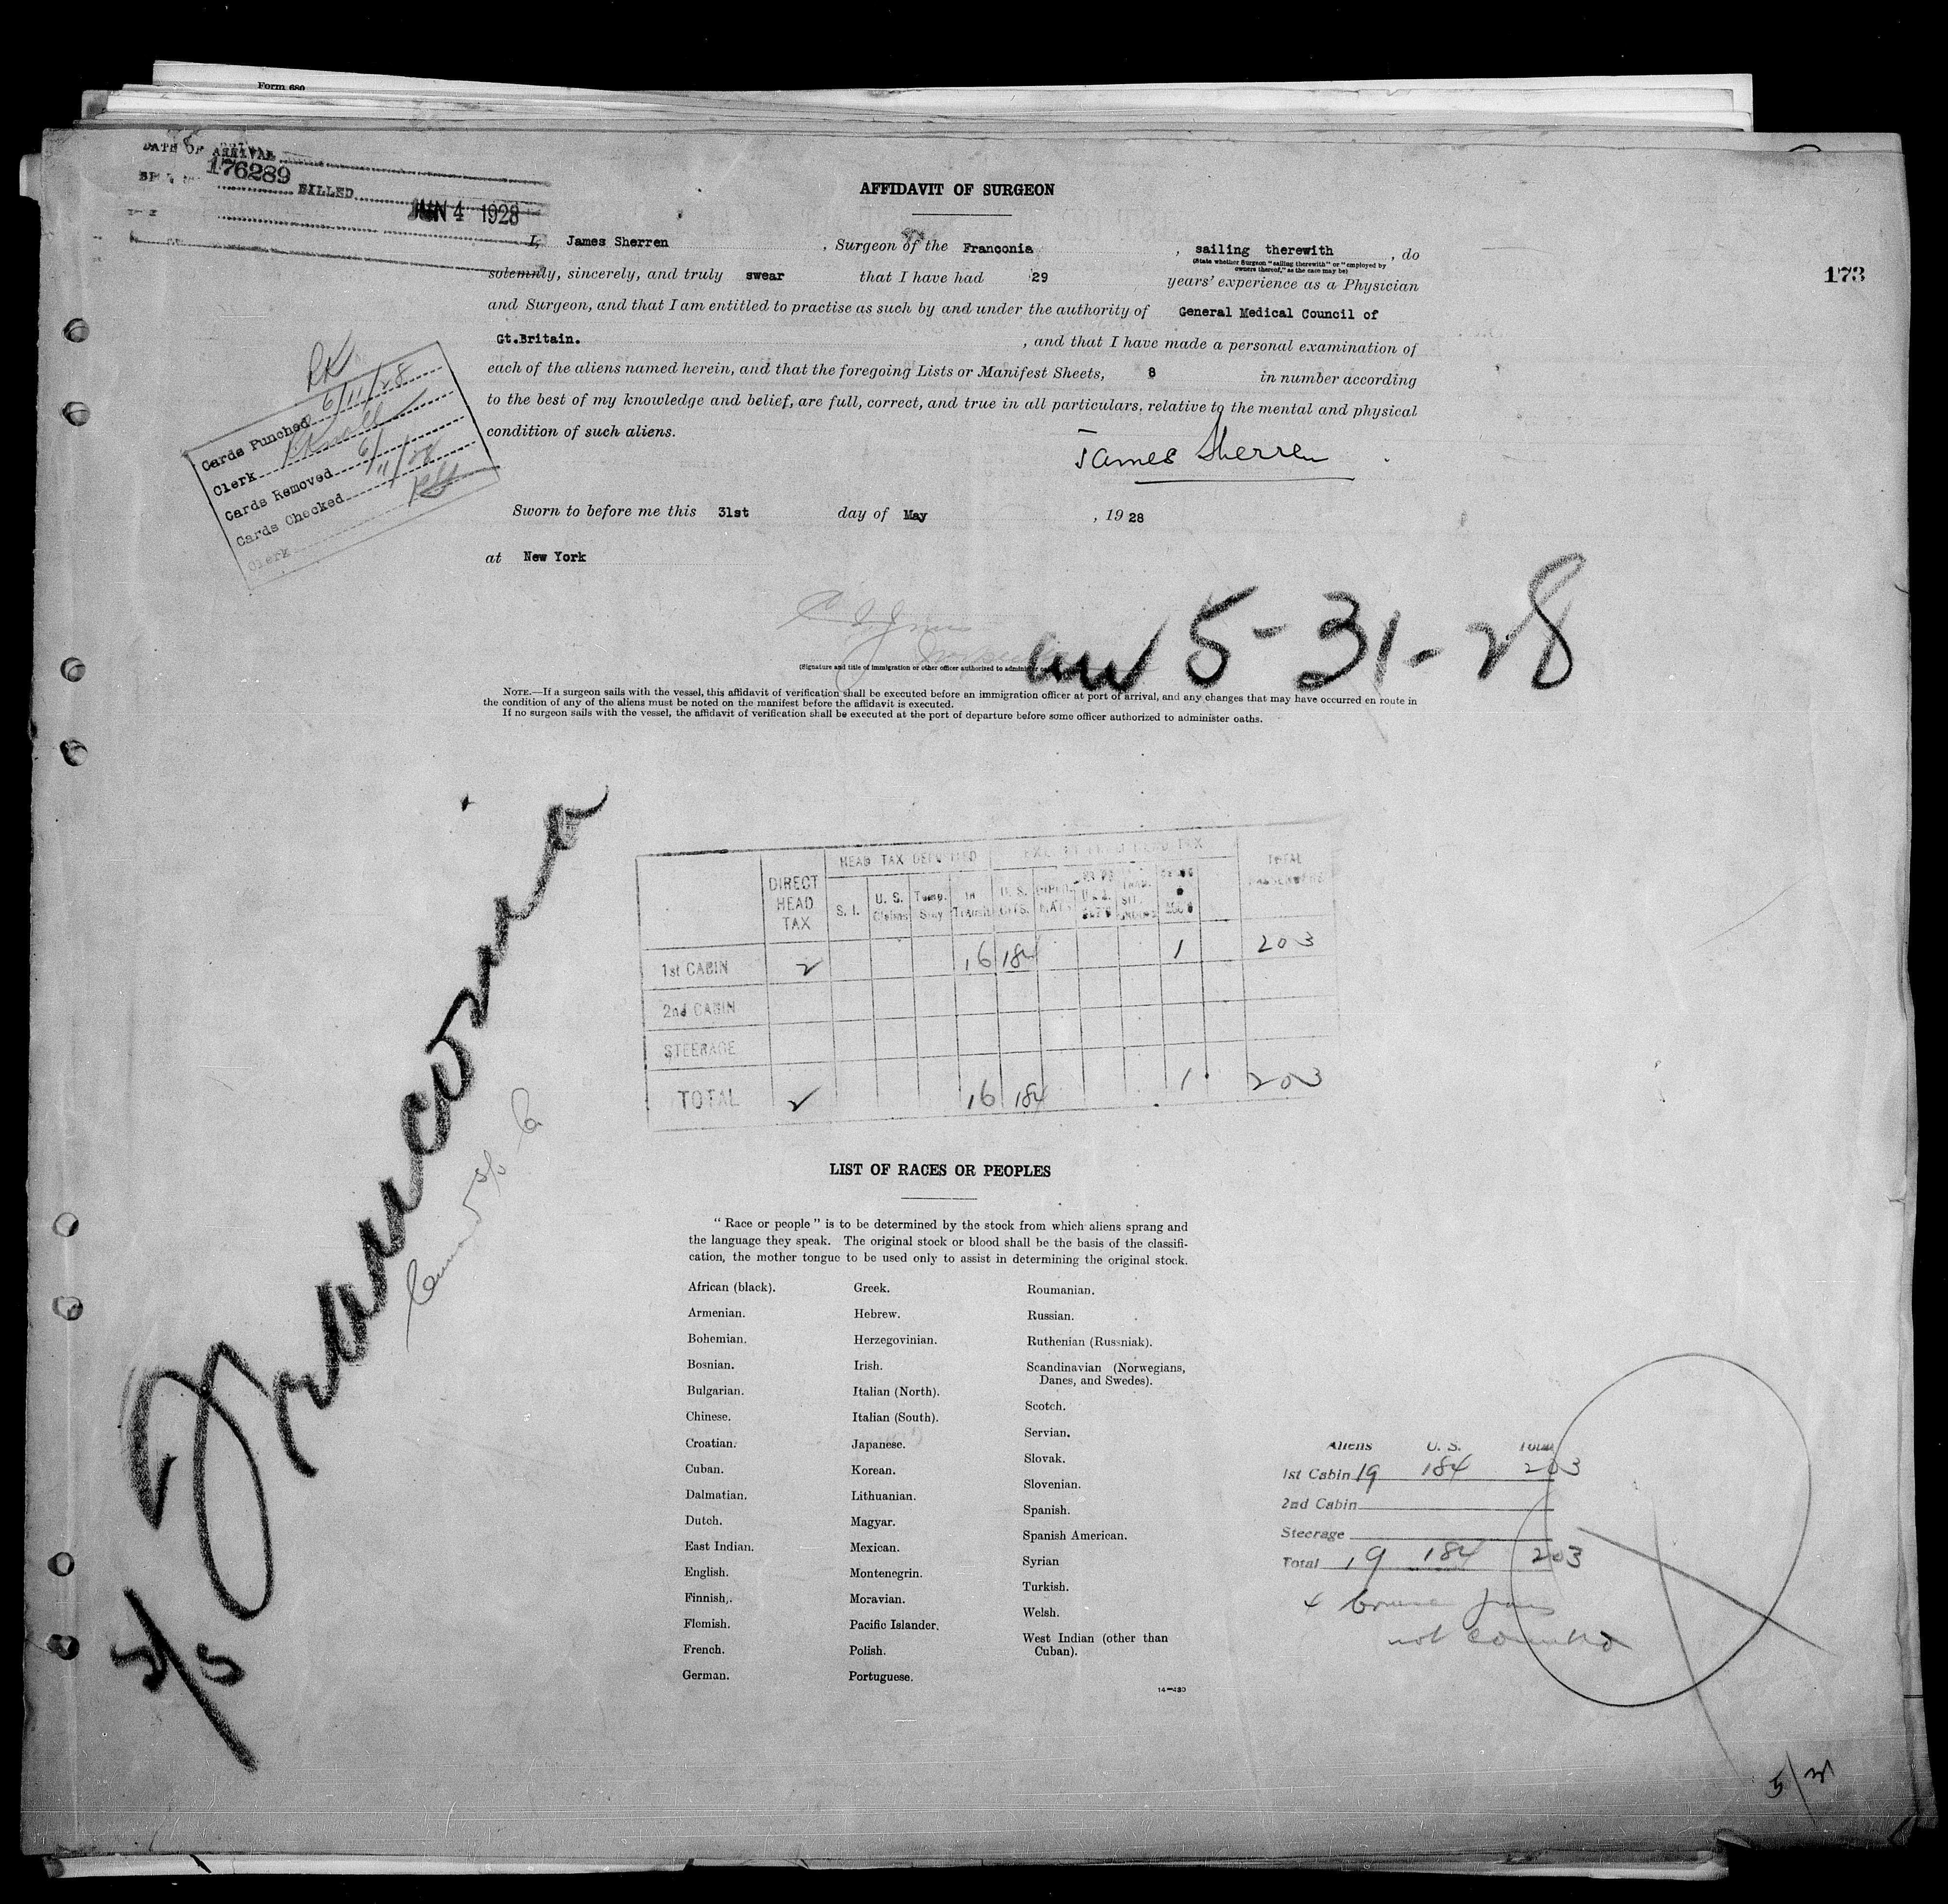 Form 680
DATE OF ARRIVAL
176289
BILLED
JUN 4 1928
173
AFFIDAVIT OF SURGEON
I, James Sherren, Surgeon of the Franconia, sailing therewith, do
(State whether Surgeon "sailing therewith" or "employed by
owners thereof," as the case may be)
solemnly, sincerely, and truly swear that I have had 29 years' experience as a Physician
and Surgeon, and that I am entitled to practise as such by and under the authority of General Medical Council of
Gt.Britain. , and that I have made a personal examination of
each of the aliens named herein, and that the foregoing Lists or Manifest Sheets, 8 in number according
to the best of my knowledge and belief, are full, correct, and true in all particulars, relative to the mental and physical
condition of such aliens.
James Sherren
Sworn to before me this 31st day of May, 1928
at New York
(Signature and title of immigration or other officer authorized to
5-31-28
NOTE.—If a surgeon sails with the vessel, this affidavit of verification shall be executed before an immigration officer at port of arrival, and any changes that may have occurred en route in
the condition of any of the aliens must be noted on the manifest before the affidavit is executed.
If no surgeon sails with the vessel, the affidavit of verification shall be executed at the port of departure before some officer authorized to administer oaths.
Cards Punched 6/11/28
Clerk
Cards Removed 6/11/28
Cards Checked
Clerk
Franconia
5/5
DIRECT HEAD TAX
HEAD TAX DEPOSITED
EXEMPT FROM HEAD TAX
TOTAL PASSENGERS
S. I. U. S. Claims Temp. Stay In Transit U. S. CITS.
1st CABIN 2 16 184 1 203
2nd CABIN
STEERAGE
TOTAL 2 16 184 1 203
LIST OF RACES OR PEOPLES
" Race or people " is to be determined by the stock from which aliens sprang and
the language they speak. The original stock or blood shall be the basis of the classifi-
cation, the mother tongue to be used only to assist in determining the original stock.
African (black).
Armenian.
Bohemian.
Bosnian.
Bulgarian.
Chinese.
Croatian.
Cuban.
Dalmatian.
Dutch.
East Indian.
English.
Finnish.
Flemish.
French.
German.
Greek.
Hebrew.
Herzegovinian.
Irish.
Italian (North).
Italian (South).
Japanese.
Korean.
Lithuanian.
Magyar.
Mexican.
Montenegrin.
Moravian.
Pacific Islander.
Polish.
Portuguese.
Roumanian.
Russian.
Ruthenian (Russniak).
Scandinavian (Norwegians,
Danes, and Swedes).
Scotch.
Servian.
Slovak.
Slovenian.
Spanish.
Spanish American.
Syrian
Turkish.
Welsh.
West Indian (other than
Cuban).
14-430
Aliens U. S. Total
1st Cabin 19 184 203
2nd Cabin
Steerage
Total 19 184 203
not counted